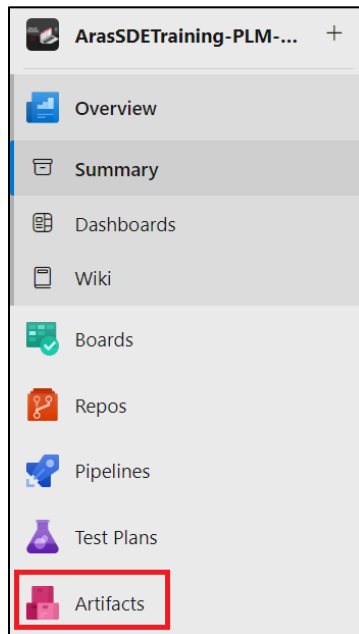 ArasSDETraining-PLM-... +
Overview
Summary
Dashboards
Wiki
Boards
Repos
Pipelines
Test Plans
Artifacts